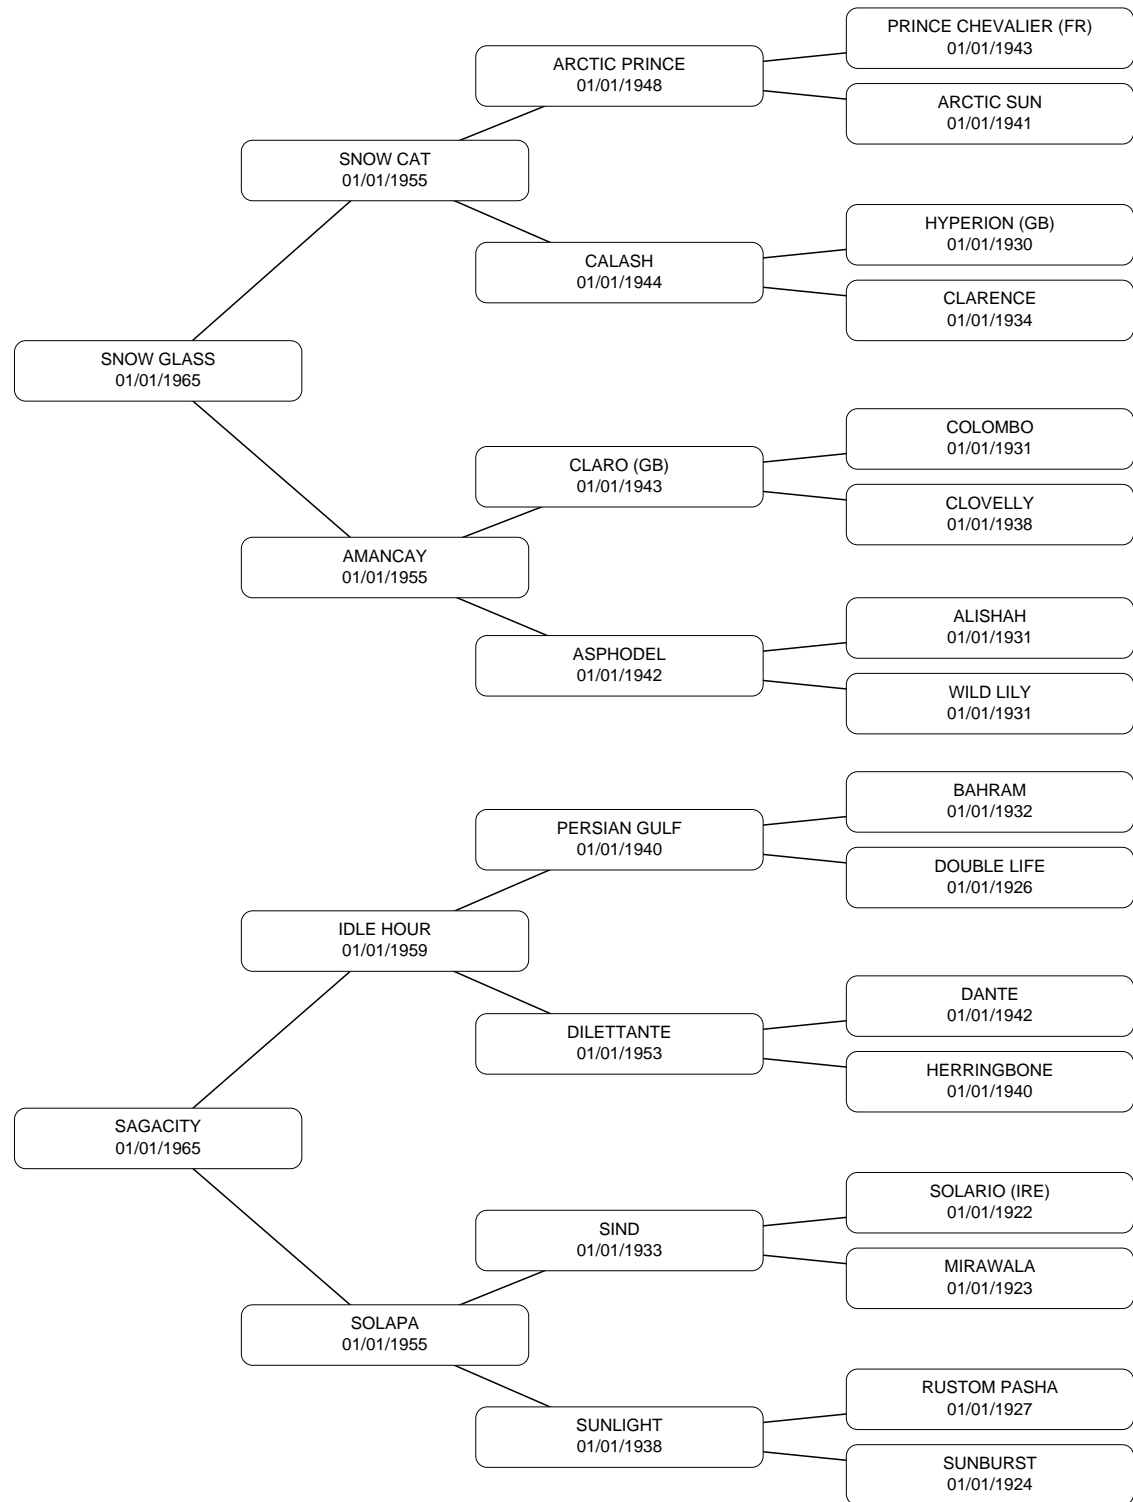 PRINCE CHEVALIER (FR)
01/01/1943
ARCTIC PRINCE
01/01/1948
ARCTIC SUN
01/01/1941
SNOW CAT
01/01/1955
HYPERION (GB)
01/01/1930
CALASH
01/01/1944
CLARENCE
01/01/1934
SNOW GLASS
01/01/1965
COLOMBO
01/01/1931
CLARO (GB)
01/01/1943
CLOVELLY
01/01/1938
AMANCAY
01/01/1955
ALISHAH
01/01/1931
ASPHODEL
01/01/1942
WILD LILY
01/01/1931
BAHRAM
01/01/1932
PERSIAN GULF
01/01/1940
DOUBLE LIFE
01/01/1926
IDLE HOUR
01/01/1959
DANTE
01/01/1942
DILETTANTE
01/01/1953
HERRINGBONE
01/01/1940
SAGACITY
01/01/1965
SOLARIO (IRE)
01/01/1922
SIND
01/01/1933
MIRAWALA
01/01/1923
SOLAPA
01/01/1955
RUSTOM PASHA
01/01/1927
SUNLIGHT
01/01/1938
SUNBURST
01/01/1924